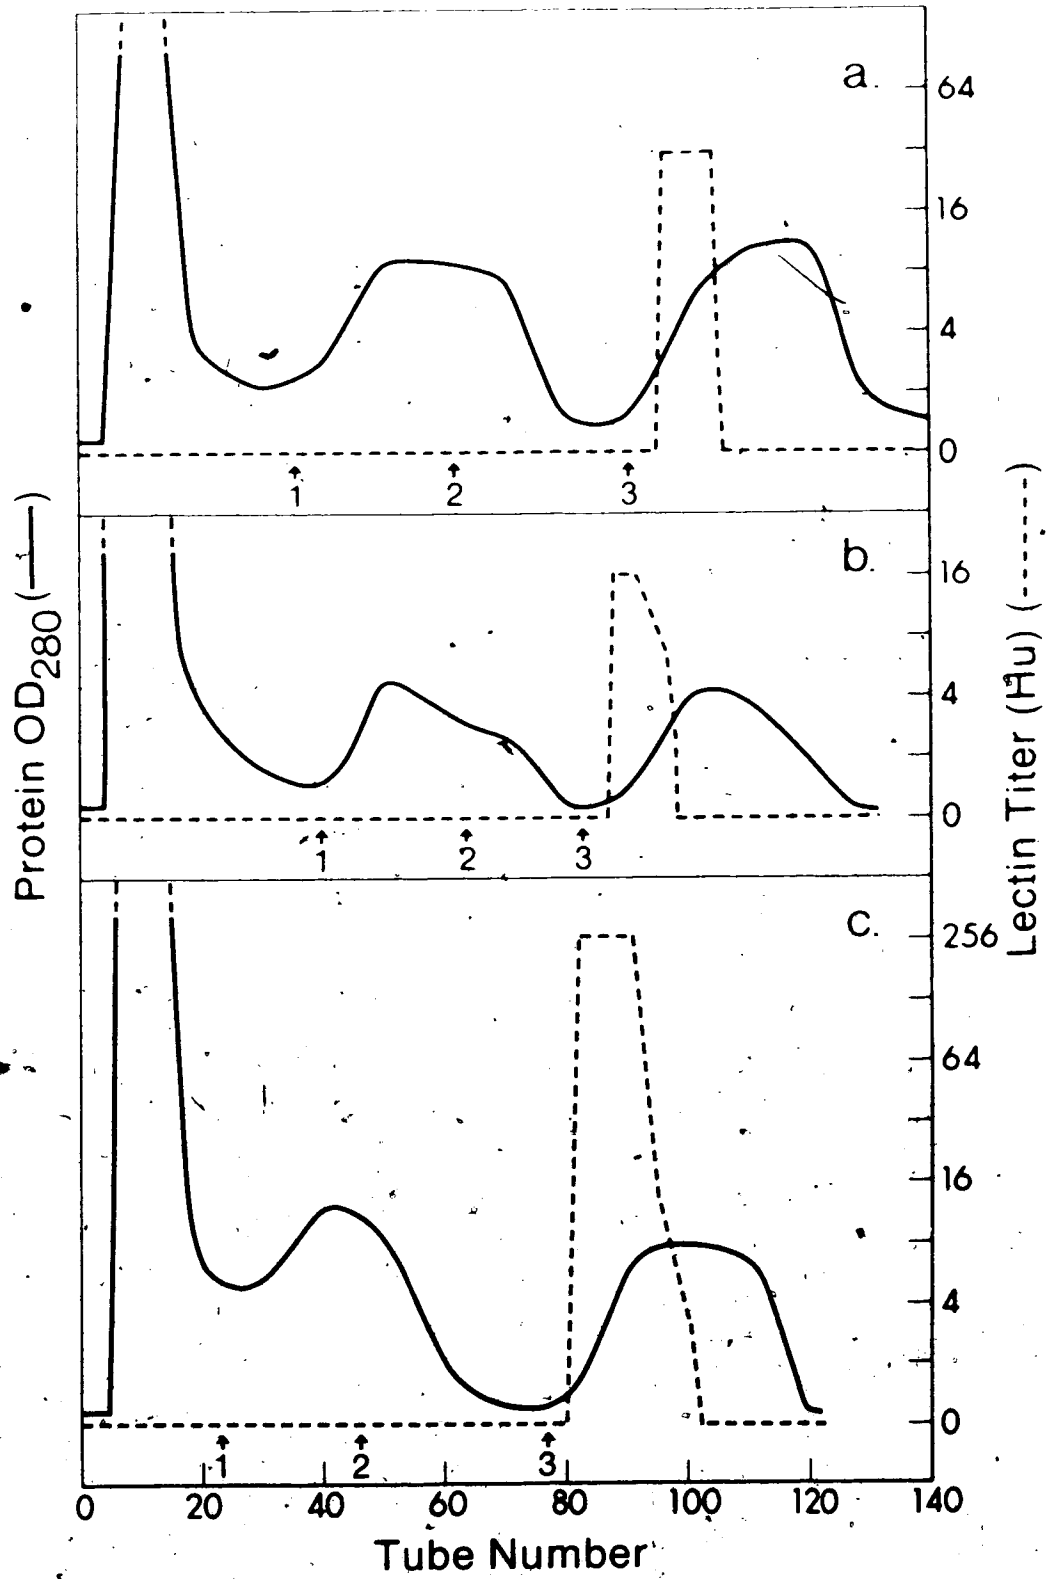 a.
64
16
4
0
1 2 3
b.
16
4
0
1 2 3
c.
256
64
16
4
0
1 2 3
0 20 40 60 80 100 120 140
Tube Number
Protein OD280 (——)
Lectin Titer (Hu) (------)